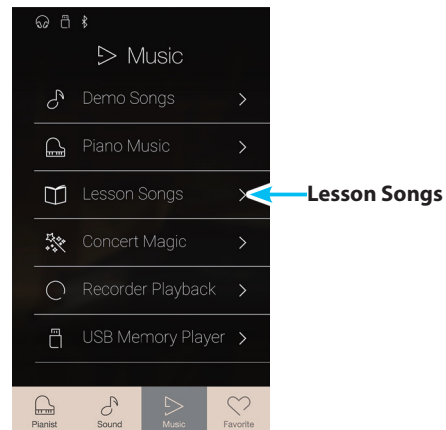 Music
Demo Songs
Piano Music
Lesson Songs
Lesson Songs
Concert Magic
Recorder Playback
USB Memory Player
Pianist Sound Music Favorite